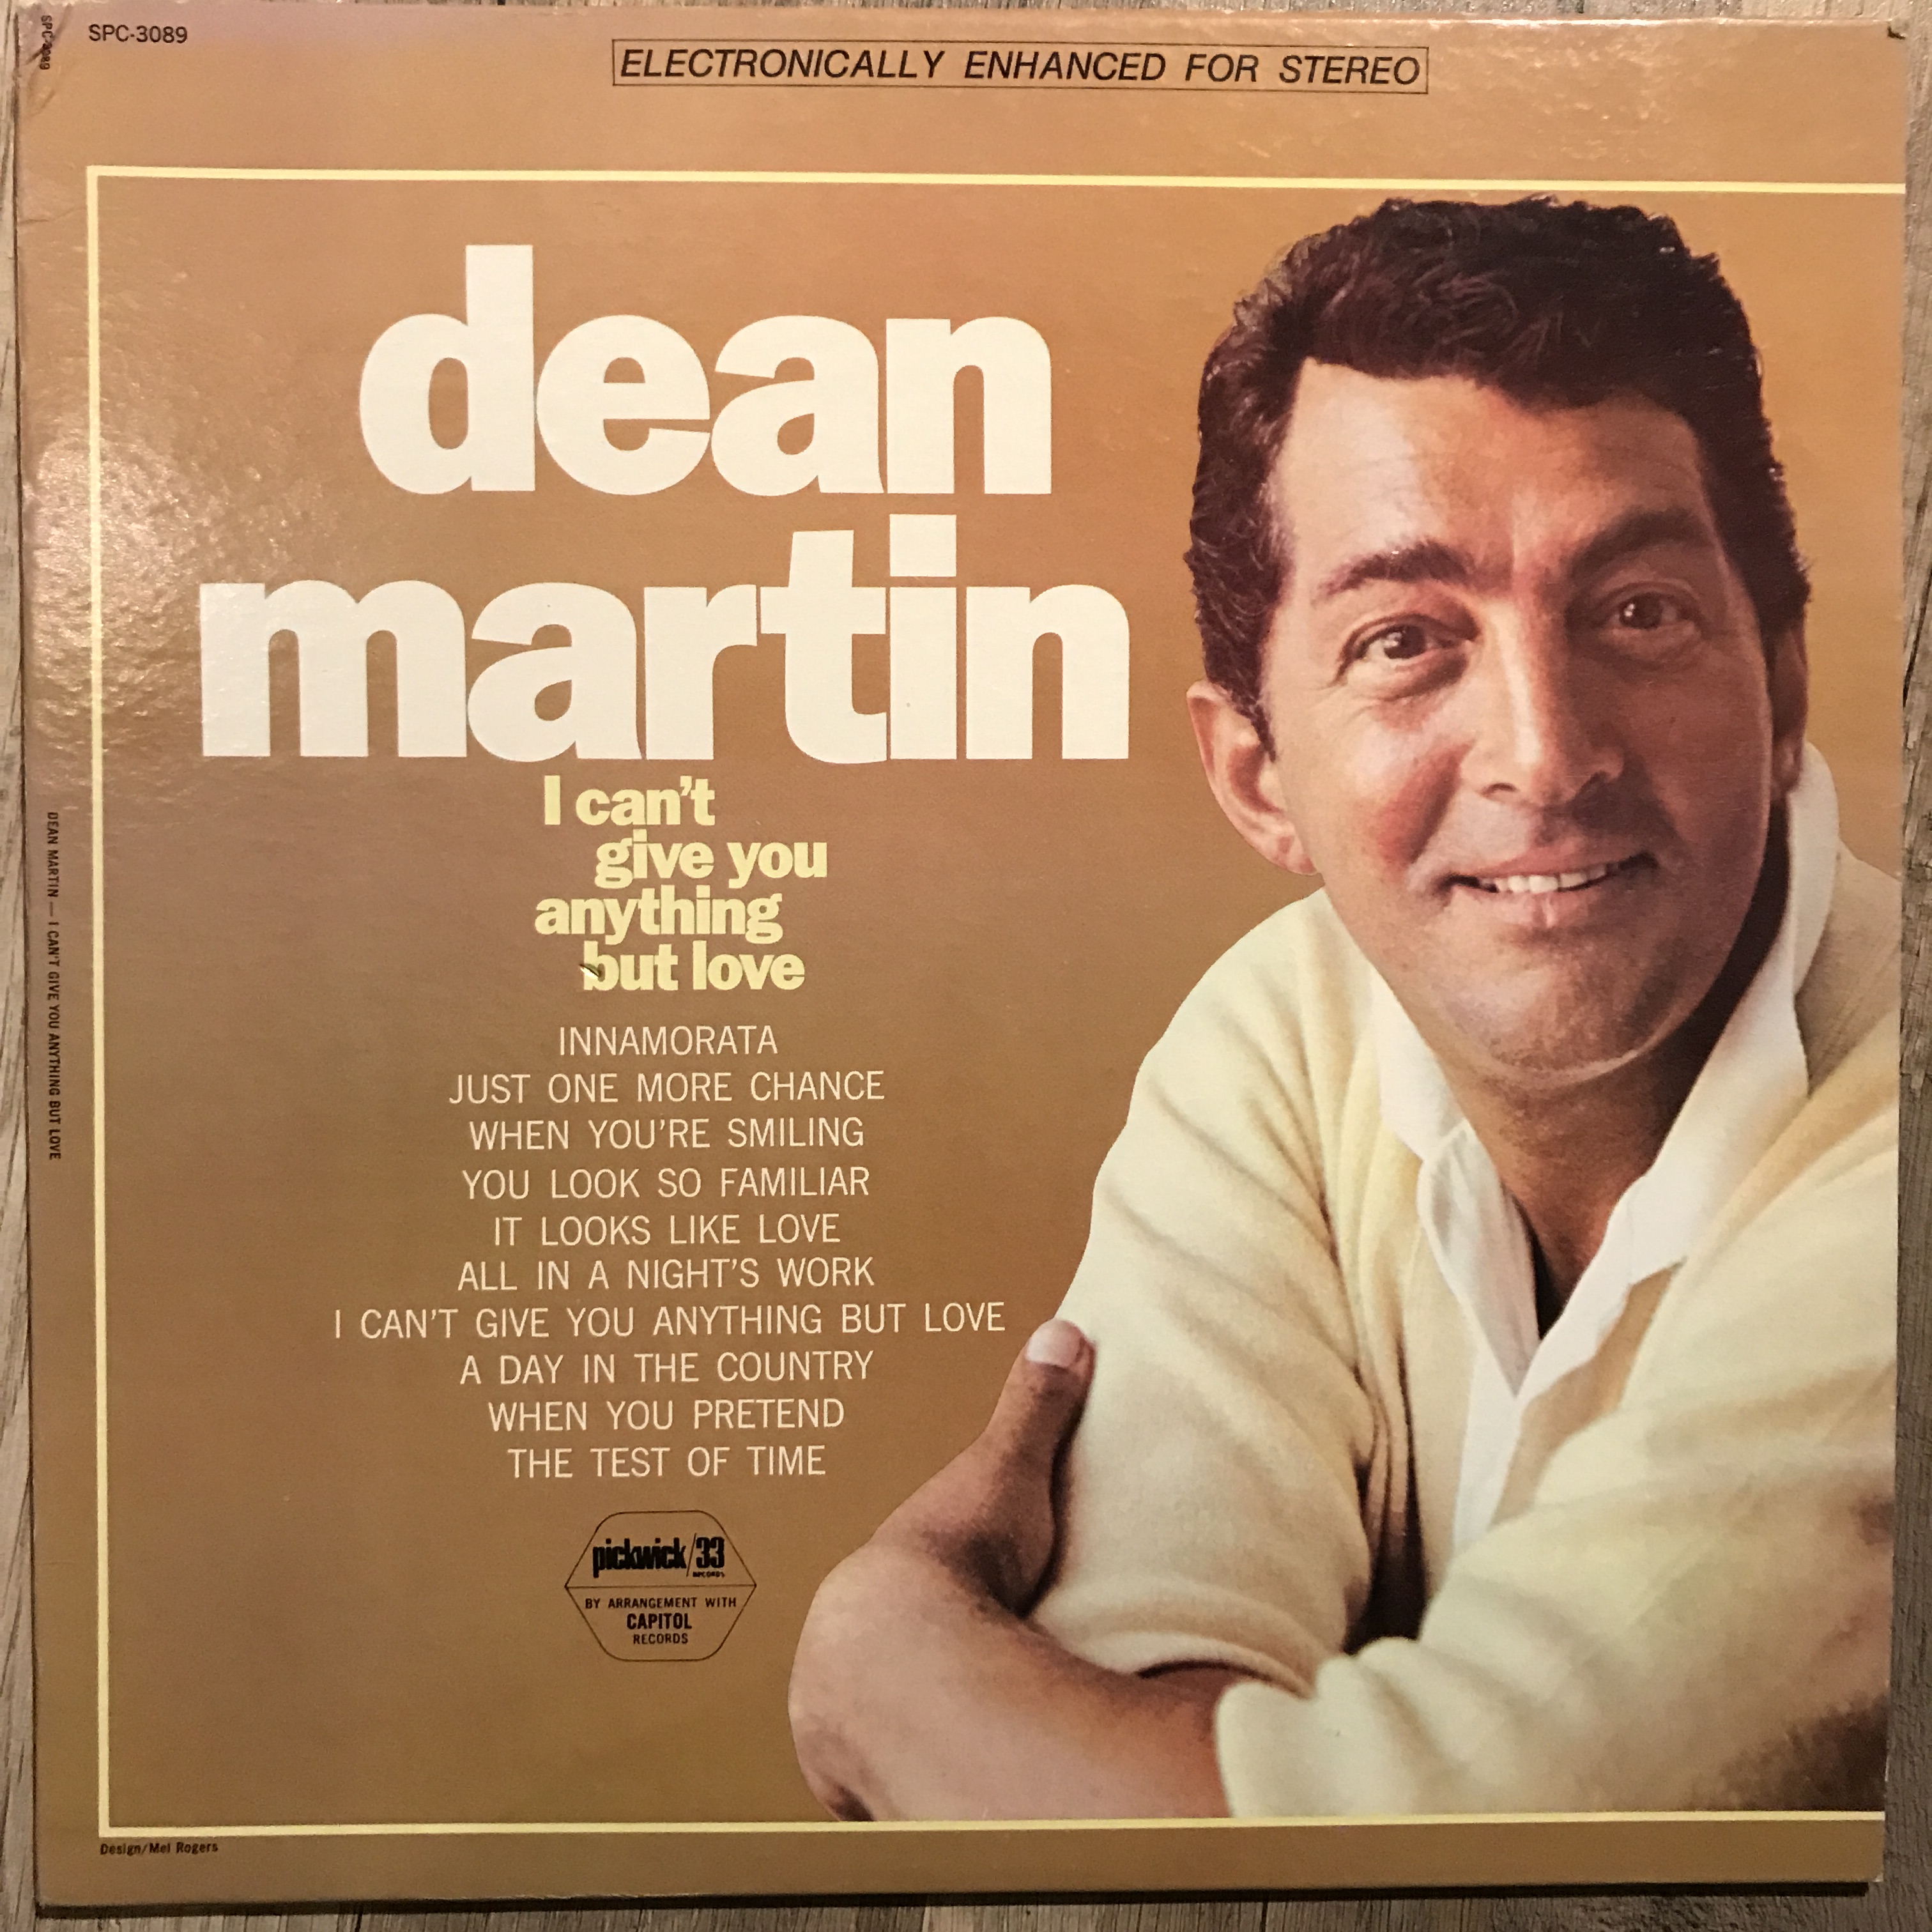 SPC-3089
SPC-3089
ELECTRONICALLY ENHANCED FOR STEREO
dean
martin
I can't
give you
anything
but love
INNAMORATA
JUST ONE MORE CHANCE
WHEN YOU'RE SMILING
YOU LOOK SO FAMILIAR
IT LOOKS LIKE LOVE
ALL IN A NIGHT'S WORK
I CAN'T GIVE YOU ANYTHING BUT LOVE
A DAY IN THE COUNTRY
WHEN YOU PRETEND
THE TEST OF TIME
pickwick/33
RECORDS
BY ARRANGEMENT WITH
CAPITOL
RECORDS
DEAN MARTIN — I CAN'T GIVE YOU ANYTHING BUT LOVE
Design/Mel Rogers